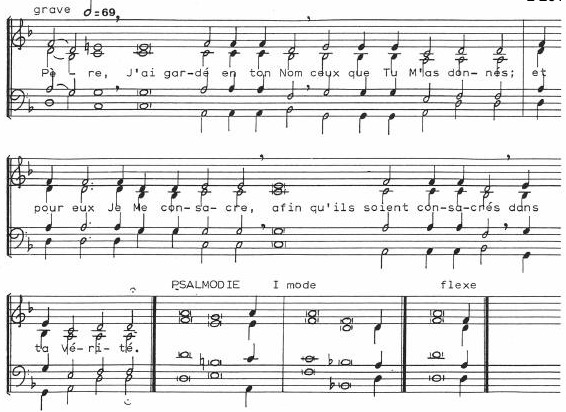 grave ♩=69
Pè - re, J'ai gar-dé en ton Nom ceux que Tu M'as don-nés; et
pour eux Je Me con-sa-cre, afin qu'ils soient con-sa-crés dans
ta vé-ri-té.
PSALMODIE I mode flexe